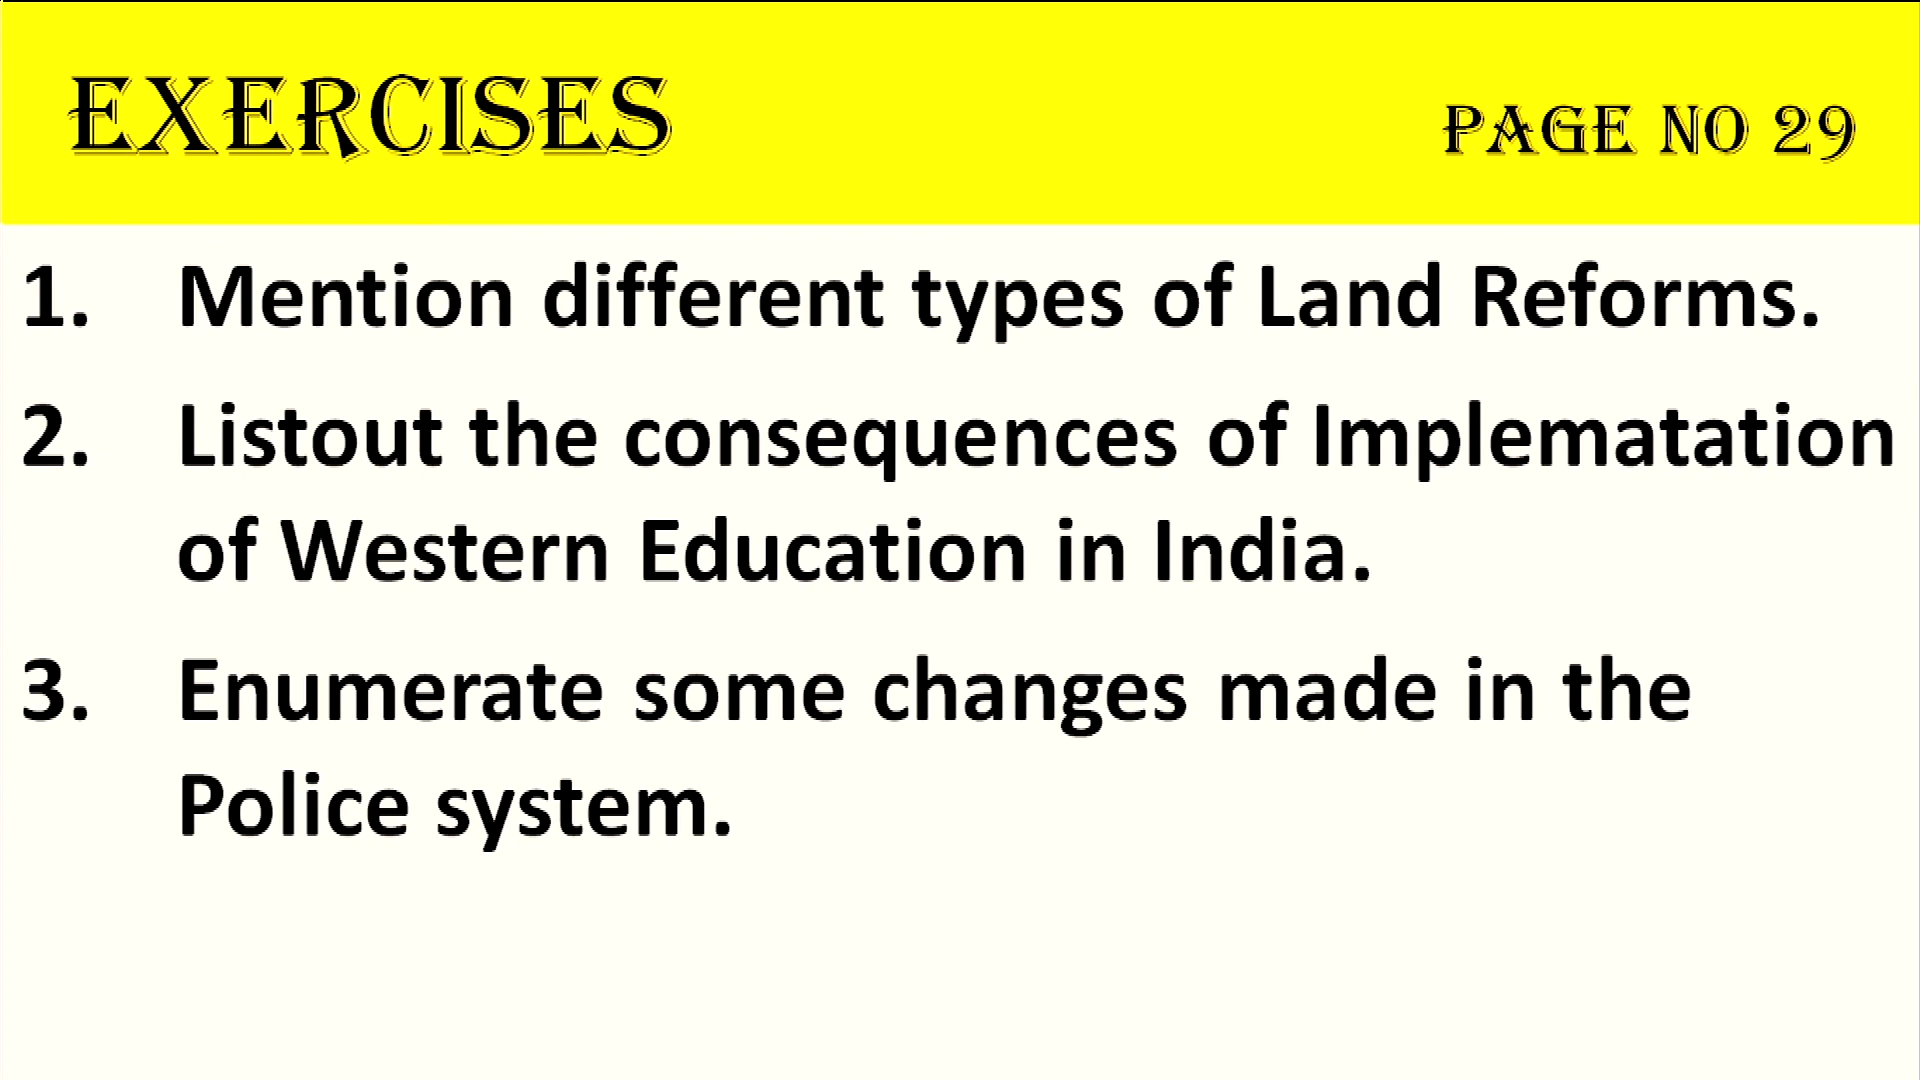 EXERCISES PAGE NO 29
1. Mention different types of Land Reforms.
2. Listout the consequences of Implematation
of Western Education in India.
3. Enumerate some changes made in the
Police system.